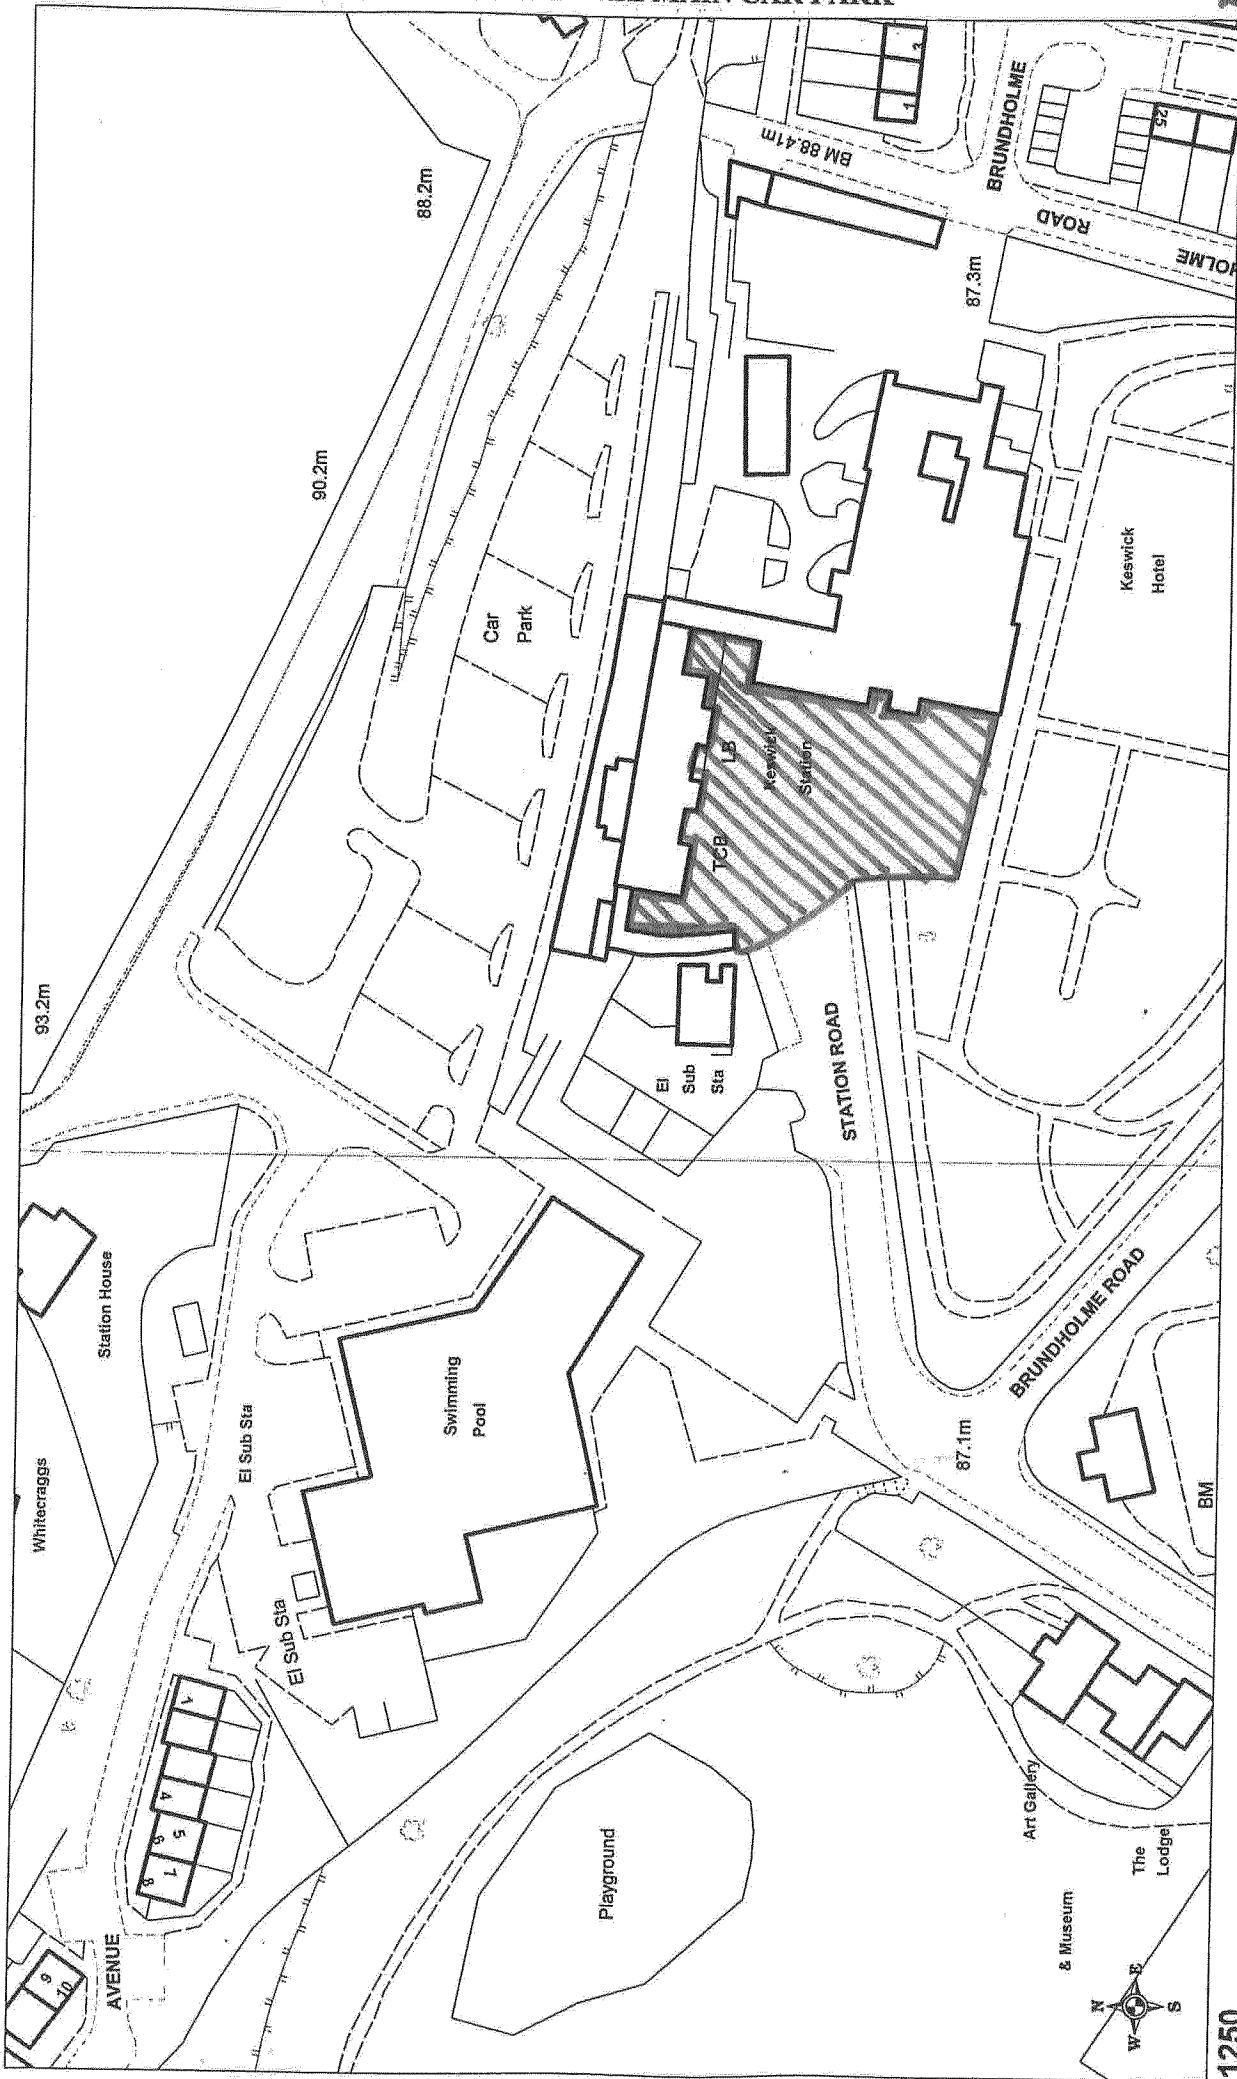 MAIN CAR PARK
93.2m
90.2m
88.2m
Whitecraggs
Station House
El Sub Sta
El Sub Sta
Swimming
Pool
Car
Park
BM 88.41m
1
3
BRUNDHOLME
25
ROAD
HOLME
87.3m
AVENUE
9
10
1
4
5
6
7
8
LB
TCB
Keswick
Station
El
Sub
Sta
STATION ROAD
Keswick
Hotel
BRUNDHOLME ROAD
87.1m
BM
Playground
Art Gallery
& Museum
The
Lodge
N
E
S
W
1250